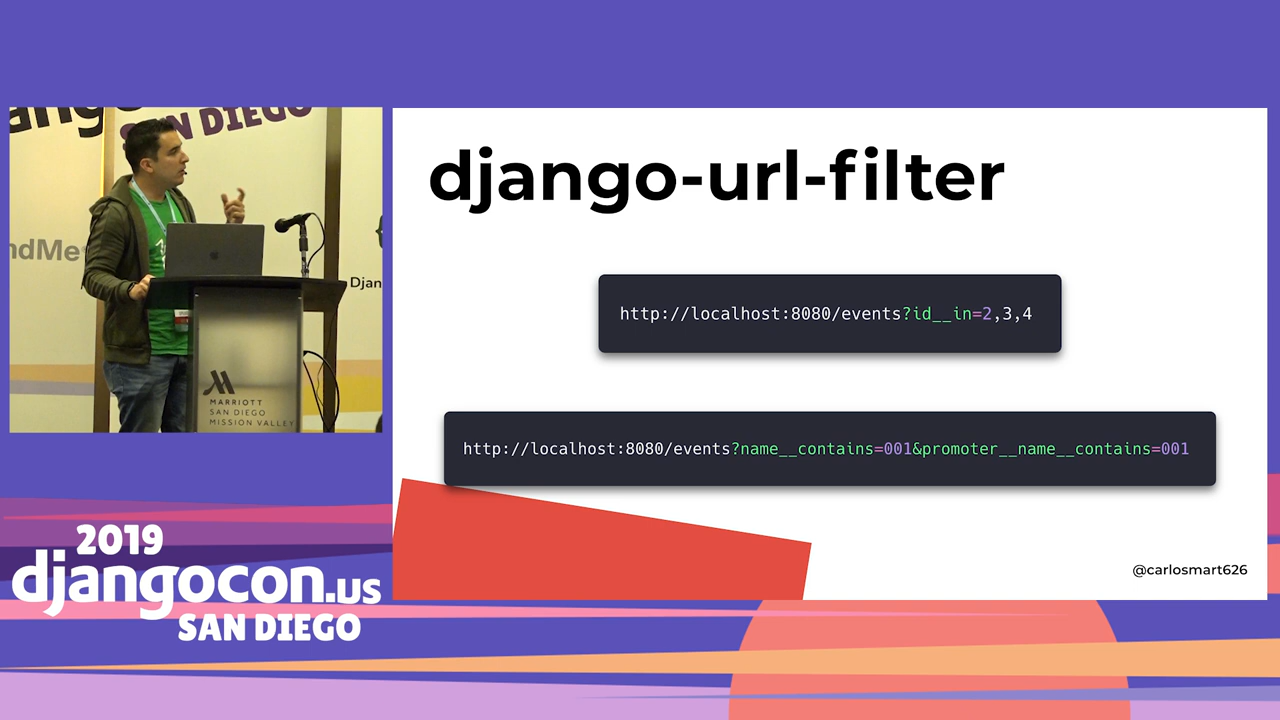 SAN DIEGO
django-url-filter
http://localhost:8080/events?id__in=2,3,4
http://localhost:8080/events?name__contains=001&promoter__name__contains=001
@carlosmart626
Djan
MARRIOTT
SAN DIEGO
MISSION VALLEY
2019
djangocon.us
SAN DIEGO